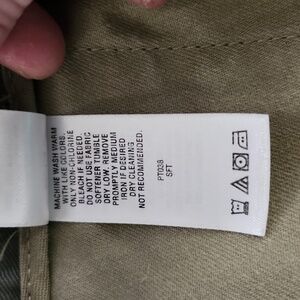 MACHINE WASH WARM
WITH LIKE COLORS.
ONLY NON-CHLORINE
BLEACH IF NEEDED.
DO NOT USE FABRIC
SOFTENER TUMBLE
DRY LOW. REMOVE
PROMPTLY MEDIUM
IRON IF DESIRED
DRY CLEANING
NOT RECOMMENDED.
PT038
SFT